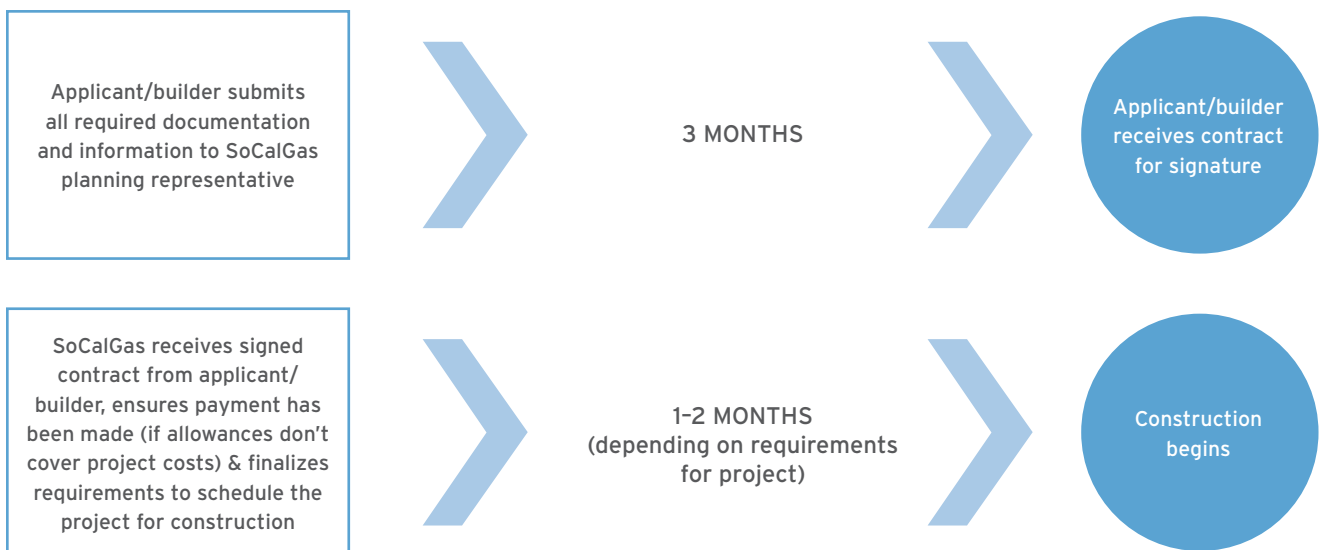 Applicant/builder submits
all required documentation
and information to SoCalGas
planning representative
3 MONTHS
Applicant/builder
receives contract
for signature
SoCalGas receives signed
contract from applicant/
builder, ensures payment has
been made (if allowances don't
cover project costs) & finalizes
requirements to schedule the
project for construction
1–2 MONTHS
(depending on requirements
for project)
Construction
begins